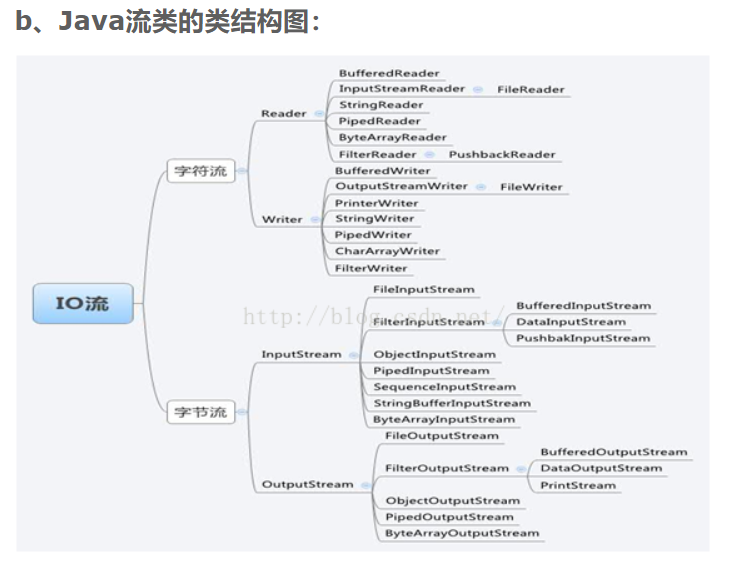 b、Java流类的类结构图：
BufferedReader
InputStreamReader FileReader
StringReader
Reader
PipedReader
ByteArrayReader
FilterReader PushbackReader
字符流
BufferedWriter
OutputStreamWriter FileWriter
PrinterWriter
Writer
StringWriter
PipedWriter
CharArrayWriter
FilterWriter
IO流
FileInputStream
http://blog.csdn.net/
BufferedInputStream
FilterInputStream
DataInputStream
PushbakInputStream
InputStream
ObjectInputStream
PipedInputStream
SequenceInputStream
StringBufferInputStream
ByteArrayInputStream
字节流
FileOutputStream
BufferedOutputStream
FilterOutputStream
DataOutputStream
PrintStream
OutputStream
ObjectOutputStream
PipedOutputStream
ByteArrayOutputStream